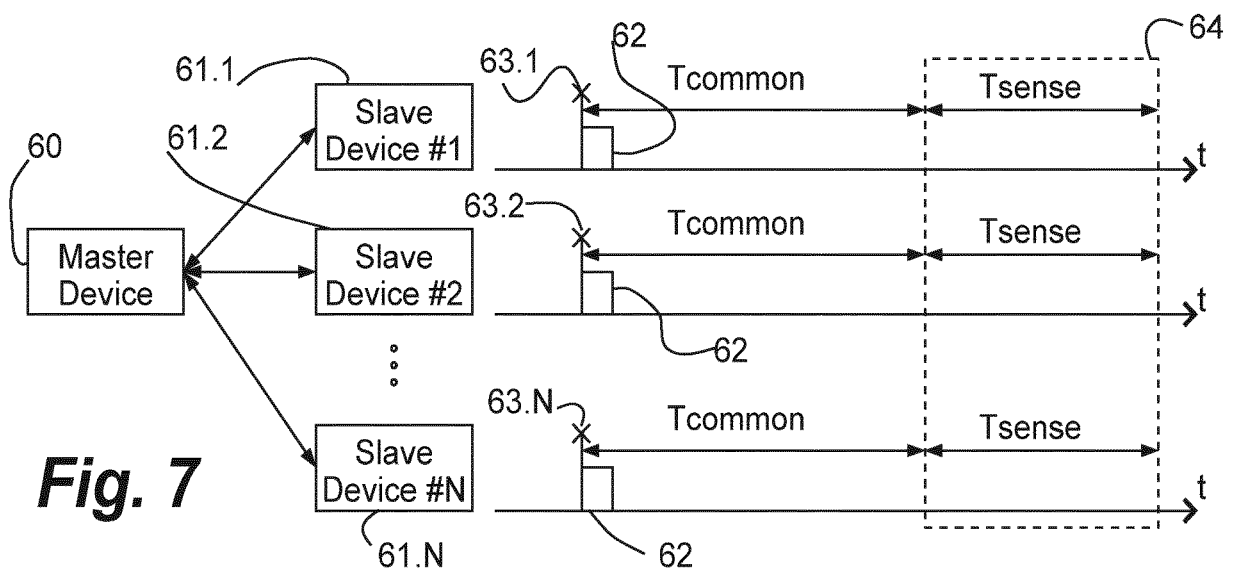 64
62
61.1
63.1
Tcommon
Tsense
Slave
Device #1
t
61.2
60
63.2
Tcommon
Tsense
Master
Device
Slave
Device #2
t
62
63.N
Tcommon
Tsense
Slave
Device #N
t
Fig. 7
61.N
62